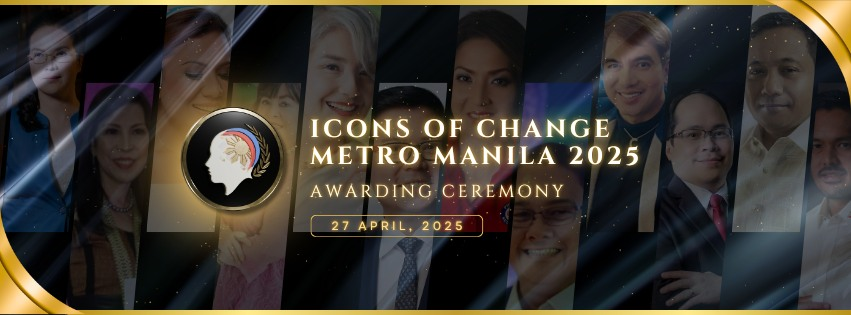 ICONS OF CHANGE
METRO MANILA 2025
AWARDING CEREMONY
27 APRIL, 2025